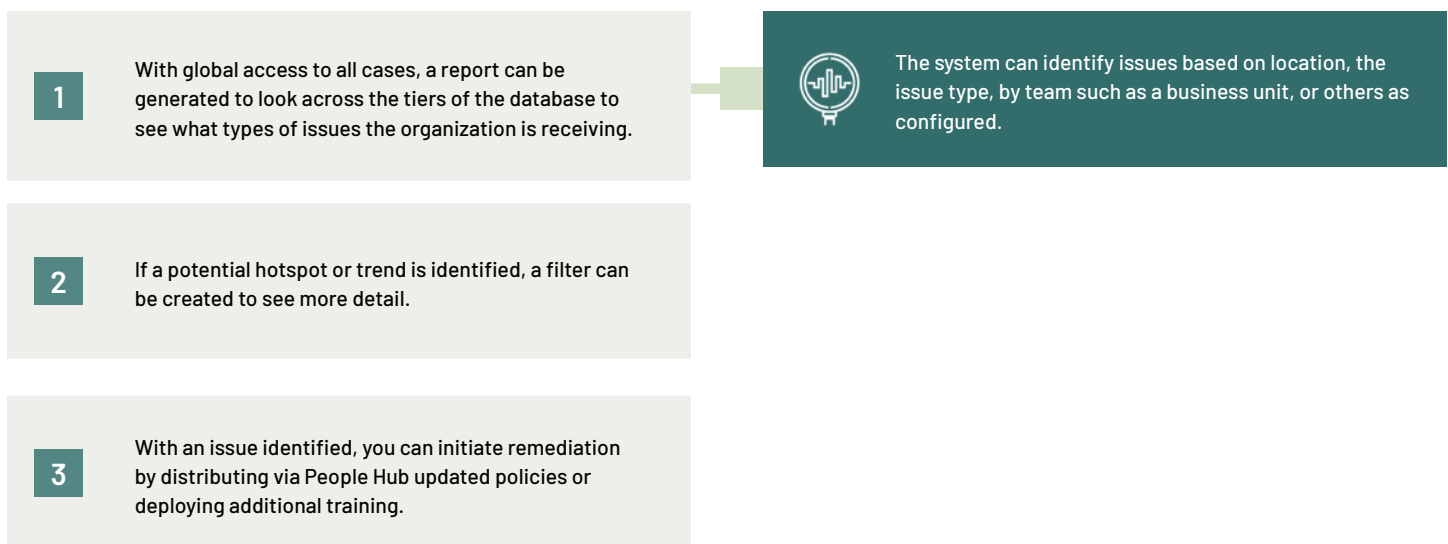 1
With global access to all cases, a report can be
generated to look across the tiers of the database to
see what types of issues the organization is receiving.
The system can identify issues based on location, the
issue type, by team such as a business unit, or others as
configured.
2
If a potential hotspot or trend is identified, a filter can
be created to see more detail.
3
With an issue identified, you can initiate remediation
by distributing via People Hub updated policies or
deploying additional training.